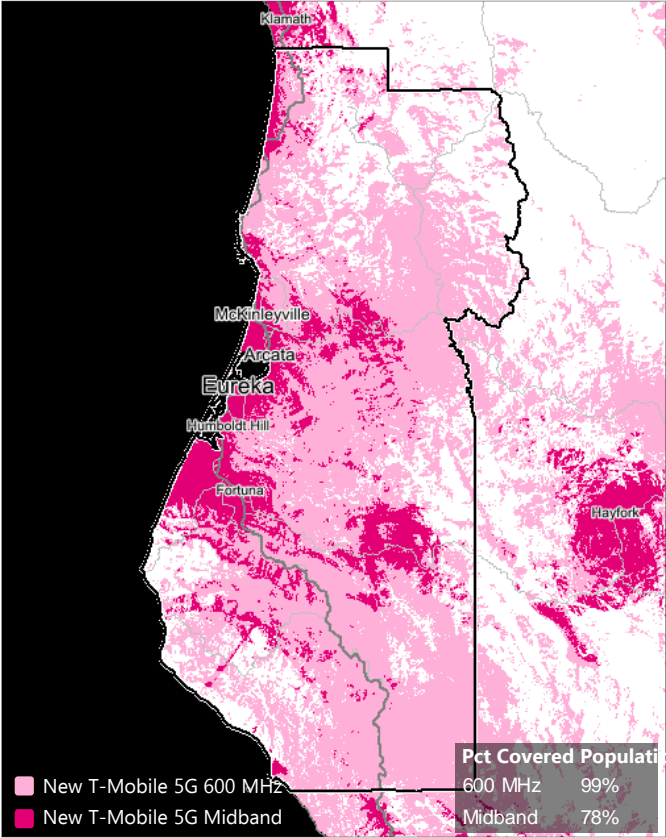 Klamath
McKinleyville
Arcata
Eureka
Humboldt Hill
Fortuna
Hayfork
New T-Mobile 5G 600 MHz
New T-Mobile 5G Midband
Pct Covered Populati
600 MHz 99%
Midband 78%